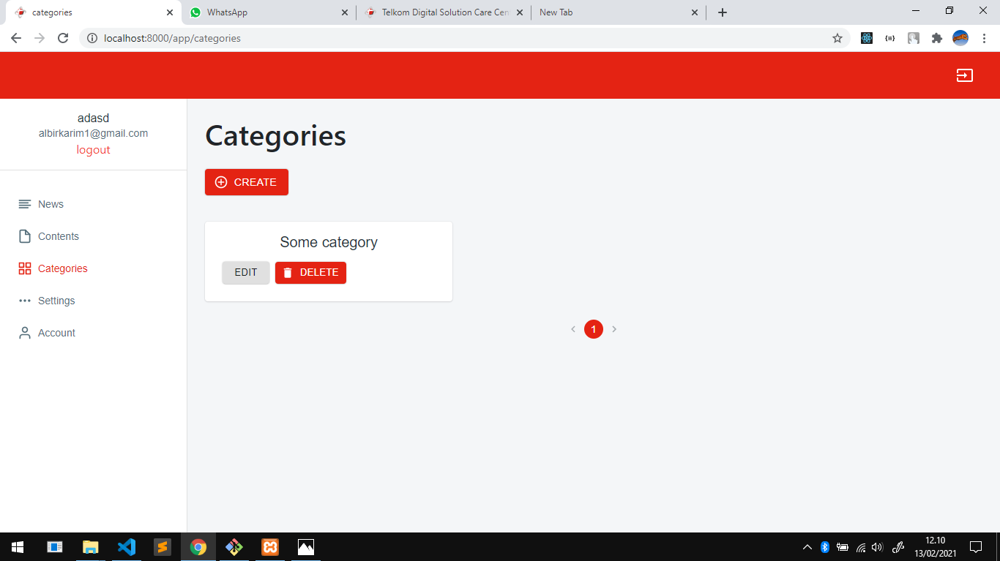 categories
WhatsApp
Telkom Digital Solution Care Cen
New Tab
localhost:8000/app/categories
adasd
albirkarim1@gmail.com
logout
News
Contents
Categories
Settings
Account
Categories
CREATE
Some category
EDIT DELETE
1
12.10
13/02/2021